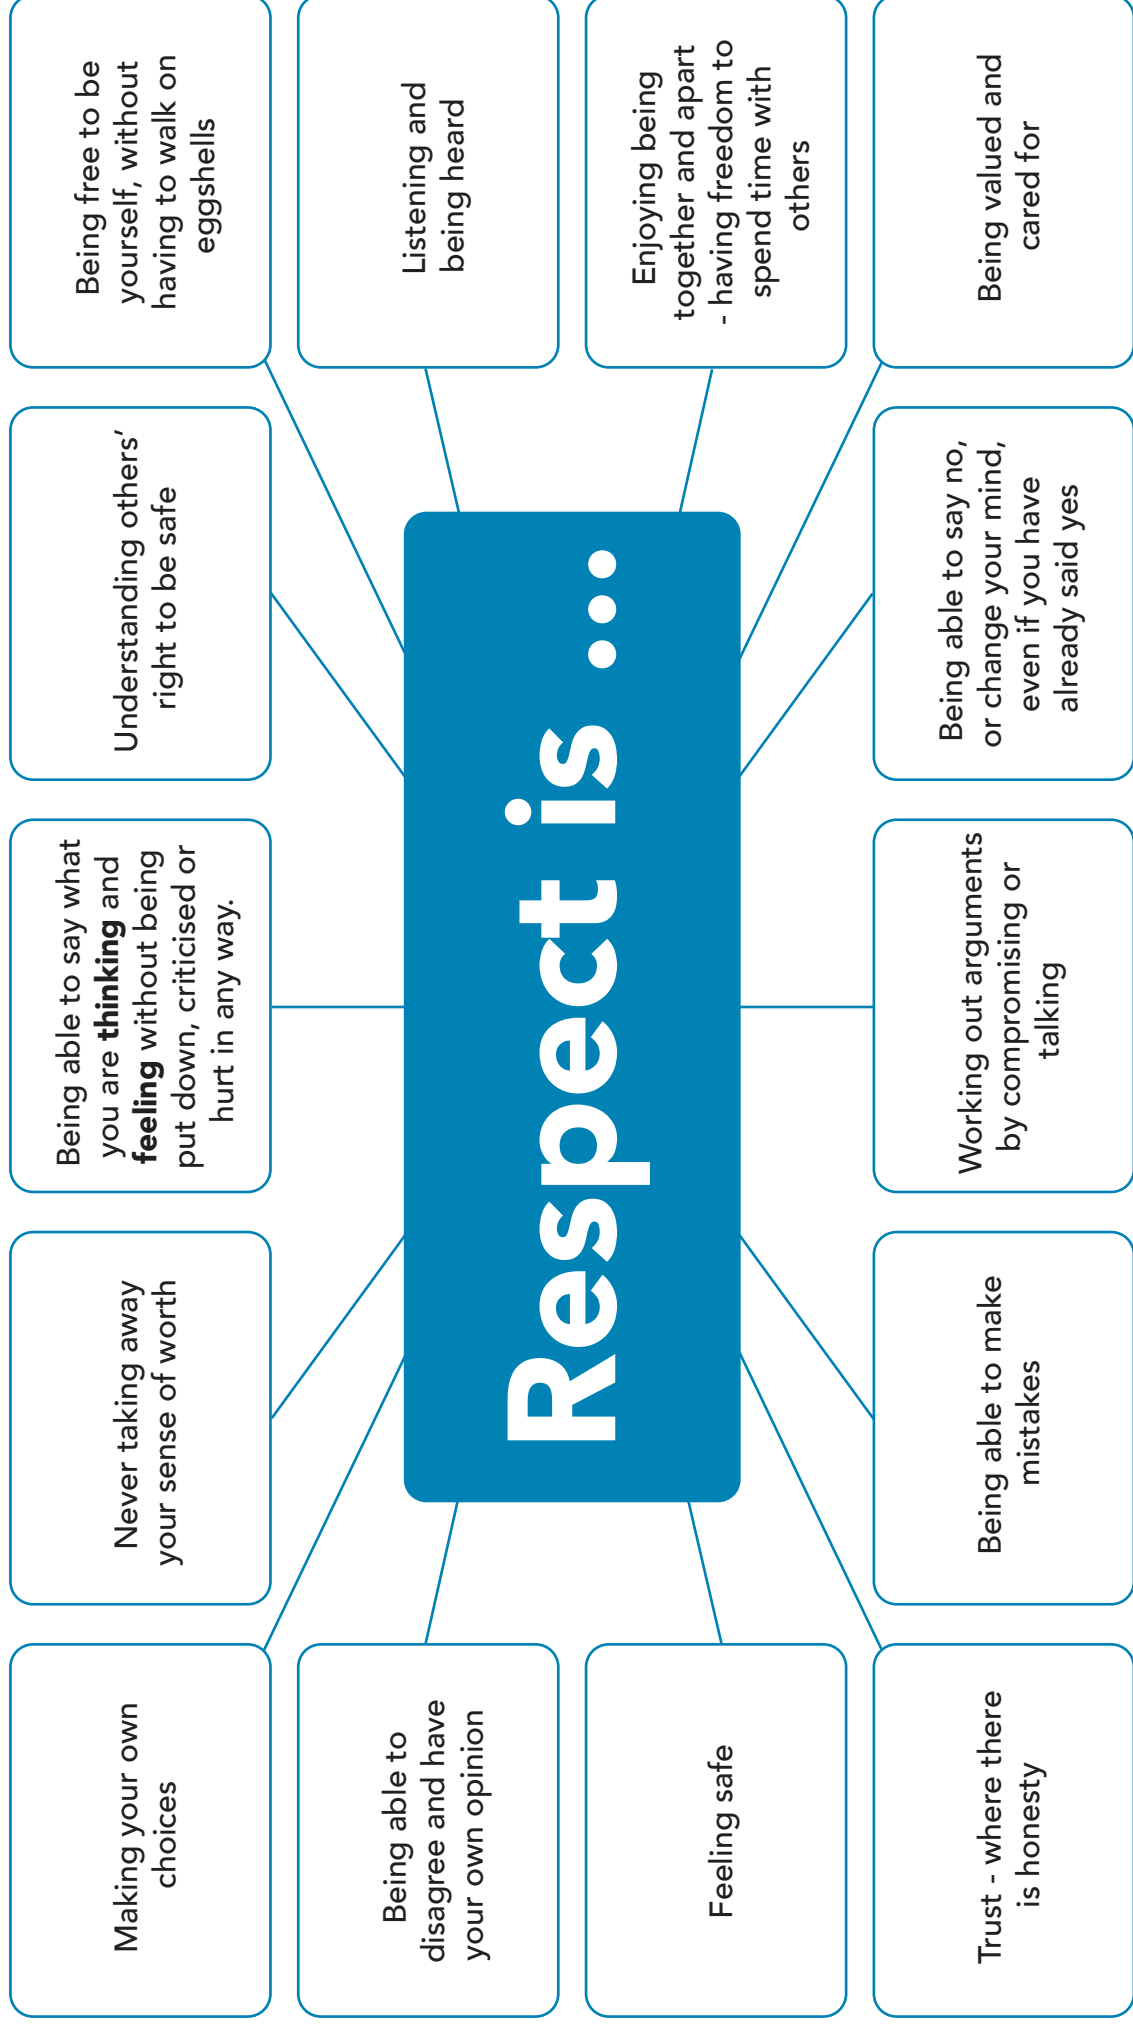 Making your own
choices
Never taking away
your sense of worth
Being able to say what
you are thinking and
feeling without being
put down, criticised or
hurt in any way.
Understanding others’
right to be safe
Being free to be
yourself, without
having to walk on
eggshells
Being able to
disagree and have
your own opinion
Listening and
being heard
Respect is ...
Feeling safe
Enjoying being
together and apart
- having freedom to
spend time with
others
Trust - where there
is honesty
Being able to make
mistakes
Working out arguments
by compromising or
talking
Being able to say no,
or change your mind,
even if you have
already said yes
Being valued and
cared for